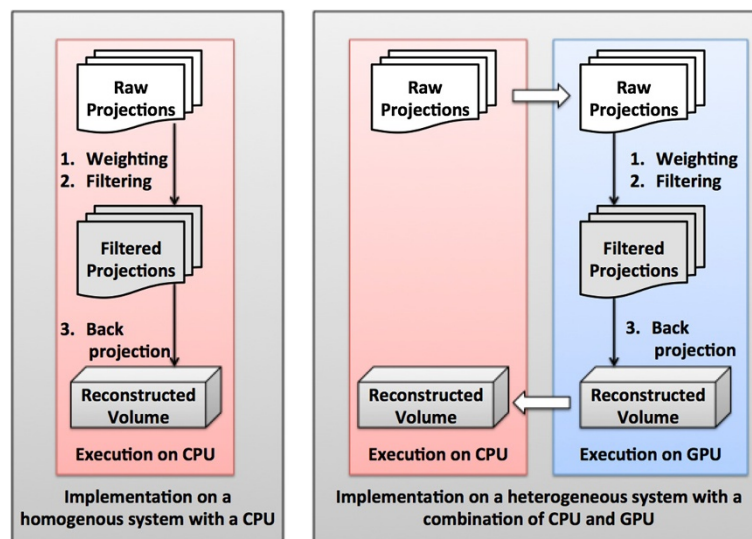 Raw
Projections
1. Weighting
2. Filtering
Filtered
Projections
3. Back
projection
Reconstructed
Volume
Execution on CPU
Implementation on a
homogenous system with a CPU
Raw
Projections
Raw
Projections
1. Weighting
2. Filtering
Filtered
Projections
3. Back
projection
Reconstructed
Volume
Reconstructed
Volume
Execution on CPU
Execution on GPU
Implementation on a heterogeneous system with a
combination of CPU and GPU